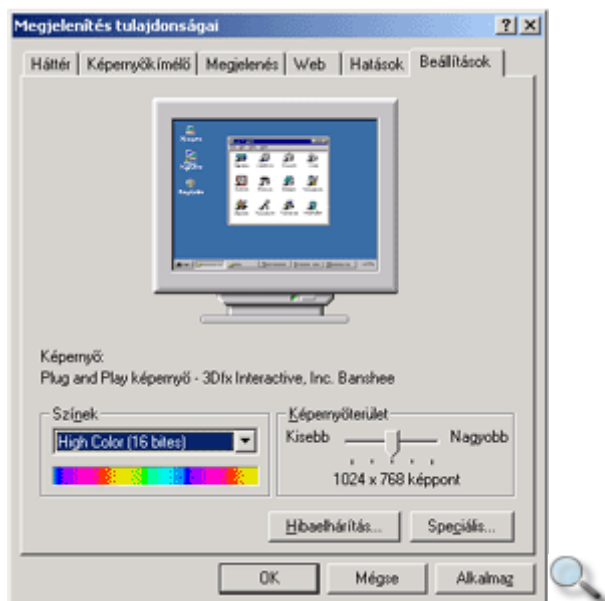 Megjelenítés tulajdonságai
Háttér
Képernyőkímélő
Megjelenés
Web
Hatások
Beállítások
Képernyő:
Plug and Play képernyő - 3Dfx Interactive, Inc. Banshee
Színek
High Color (16 bites)
Képernyőterület
Kisebb
Nagyobb
1024 x 768 képpont
Hibaelhárítás...
Speciális...
OK
Mégse
Alkalmaz